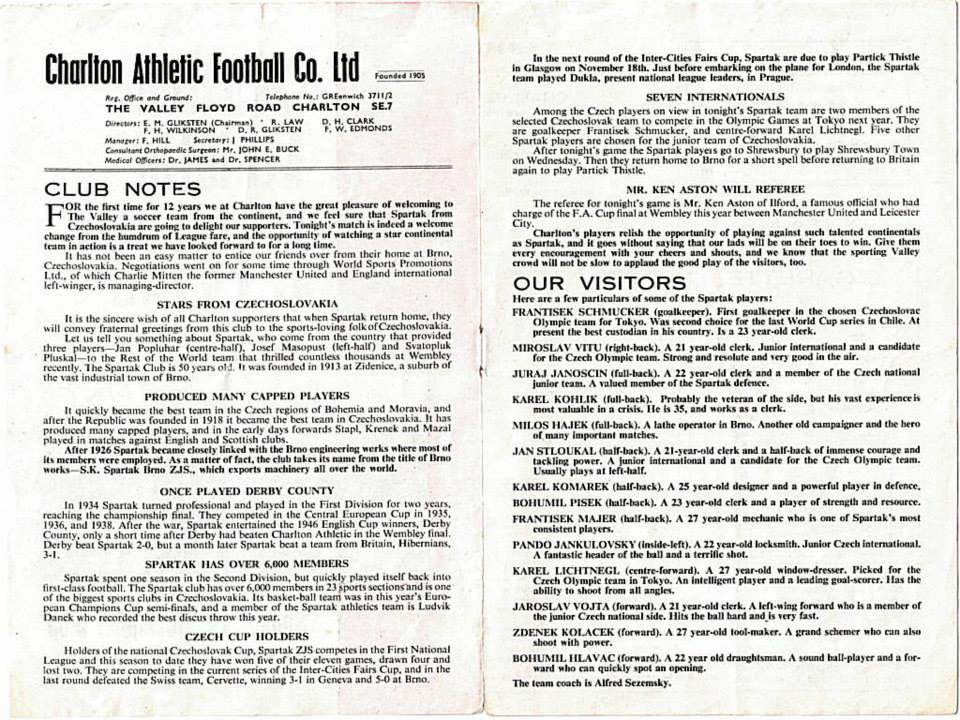 Charlton Athletic Football Co. Ltd Founded 1905
Reg. Office and Ground: Telephone No.: GREenwich 3711/2
THE VALLEY FLOYD ROAD CHARLTON SE.7
Directors: E. M. GLIKSTEN (Chairman) · R. LAW D. H. CLARK
F. H. WILKINSON · D. R. GLIKSTEN F. W. EDMONDS
Manager: F. HILL Secretary: J PHILLIPS
Consultant Orthopaedic Surgeon: Mr. JOHN E. BUCK
Medical Officers: Dr. JAMES and Dr. SPENCER
CLUB NOTES
FOR the first time for 12 years we at Charlton have the great pleasure of welcoming to
The Valley a soccer team from the continent, and we feel sure that Spartak from
Czechoslovakia are going to delight our supporters. Tonight's match is indeed a welcome
change from the humdrum of League fare, and the opportunity of watching a star continental
team in action is a treat we have looked forward to for a long time.
It has not been an easy matter to entice our friends over from their home at Brno,
Czechoslovakia. Negotiations went on for some time through World Sports Promotions
Ltd., of which Charlie Mitten the former Manchester United and England international
left-winger, is managing-director.
STARS FROM CZECHOSLOVAKIA
It is the sincere wish of all Charlton supporters that when Spartak return home, they
will convey fraternal greetings from this club to the sports-loving folk of Czechoslovakia.
Let us tell you something about Spartak, who come from the country that provided
three players—Jan Popluhar (centre-half), Josef Masopust (left-half) and Svatopluk
Pluskal—to the Rest of the World team that thrilled countless thousands at Wembley
recently. The Spartak Club is 50 years old. It was founded in 1913 at Zidenice, a suburb of
the vast industrial town of Brno.
PRODUCED MANY CAPPED PLAYERS
It quickly became the best team in the Czech regions of Bohemia and Moravia, and
after the Republic was founded in 1918 it became the best team in Czechoslovakia. It has
produced many capped players, and in the early days forwards Stapl, Krenek and Mazal
played in matches against English and Scottish clubs.
After 1926 Spartak became closely linked with the Brno engineering works where most of
its members were employed. As a matter of fact, the club takes its name from the title of Brno
works—S.K. Spartak Brno ZJS., which exports machinery all over the world.
ONCE PLAYED DERBY COUNTY
In 1934 Spartak turned professional and played in the First Division for two years,
reaching the championship final. They competed in the Central European Cup in 1935,
1936, and 1938. After the war, Spartak entertained the 1946 English Cup winners, Derby
County, only a short time after Derby had beaten Charlton Athletic in the Wembley final.
Derby beat Spartak 2-0, but a month later Spartak beat a team from Britain, Hibernians,
3-1.
SPARTAK HAS OVER 6,000 MEMBERS
Spartak spent one season in the Second Division, but quickly played itself back into
first-class football. The Spartak club has over 6,000 members in 23 sports sections and is one
of the biggest sports clubs in Czechoslovakia. Its basket-ball team was in this year's Euro-
pean Champions Cup semi-finals, and a member of the Spartak athletics team is Ludvik
Danek who recorded the best discus throw this year.
CZECH CUP HOLDERS
Holders of the national Czechoslovak Cup, Spartak ZJS competes in the First National
League and this season to date they have won five of their eleven games, drawn four and
lost two. They are competing in the current series of the Inter-Cities Fairs Cup, and in the
last round defeated the Swiss team, Cervette, winning 3-1 in Geneva and 5-0 at Brno.
In the next round of the Inter-Cities Fairs Cup, Spartak are due to play Partick Thistle
in Glasgow on November 18th. Just before embarking on the plane for London, the Spartak
team played Dukla, present national league leaders, in Prague.
SEVEN INTERNATIONALS
Among the Czech players on view in tonight's Spartak team are two members of the
selected Czechoslovak team to compete in the Olympic Games at Tokyo next year. They
are goalkeeper Frantisek Schmucker, and centre-forward Karel Lichtnegl. Five other
Spartak players are chosen for the junior team of Czechoslovakia.
After tonight's game the Spartak players go to Shrewsbury to play Shrewsbury Town
on Wednesday. Then they return home to Brno for a short spell before returning to Britain
again to play Partick Thistle.
MR. KEN ASTON WILL REFEREE
The referee for tonight's game is Mr. Ken Aston of Ilford, a famous official who had
charge of the F.A. Cup final at Wembley this year between Manchester United and Leicester
City.
Charlton's players relish the opportunity of playing against such talented continentals
as Spartak, and it goes without saying that our lads will be on their toes to win. Give them
every encouragement with your cheers and shouts, and we know that the sporting Valley
crowd will not be slow to applaud the good play of the visitors, too.
OUR VISITORS
Here are a few particulars of some of the Spartak players:
FRANTISEK SCHMUCKER (goalkeeper). First goalkeeper in the chosen Czechoslovac
Olympic team for Tokyo. Was second choice for the last World Cup series in Chile. At
present the best custodian in his country. Is a 23 year-old clerk.
MIROSLAV VITU (right-back). A 21 year-old clerk. Junior international and a candidate
for the Czech Olympic team. Strong and resolute and very good in the air.
JURAJ JANOSCIN (full-back). A 22 year-old clerk and a member of the Czech national
junior team. A valued member of the Spartak defence.
KAREL KOHLIK (full-back). Probably the veteran of the side, but his vast experience is
most valuable in a crisis. He is 35, and works as a clerk.
MILOS HAJEK (full-back). A lathe operator in Brno. Another old campaigner and the hero
of many important matches.
JAN STLOUKAL (half-back). A 21-year-old clerk and a half-back of immense courage and
tackling power. A junior international and a candidate for the Czech Olympic team.
Usually plays at left-half.
KAREL KOMAREK (half-back). A 25 year-old designer and a powerful player in defence.
BOHUMIL PISEK (half-back). A 23 year-old clerk and a player of strength and resource.
FRANTISEK MAJER (half-back). A 27 year-old mechanic who is one of Spartak's most
consistent players.
PANDO JANKULOVSKY (inside-left). A 22 year-old locksmith. Junior Czech international.
A fantastic header of the ball and a terrific shot.
KAREL LICHTNEGL (centre-forward). A 27 year-old window-dresser. Picked for the
Czech Olympic team in Tokyo. An intelligent player and a leading goal-scorer. Has the
ability to shoot from all angles.
JAROSLAV VOJTA (forward). A 21 year-old clerk. A left-wing forward who is a member of
the junior Czech national side. Hits the ball hard and is very fast.
ZDENEK KOLACEK (forward). A 27 year-old tool-maker. A grand schemer who can also
shoot with power.
BOHUMIL HLAVAC (forward). A 22 year old draughtsman. A sound ball-player and a for-
ward who can quickly spot an opening.
The team coach is Alfred Sezemsky.